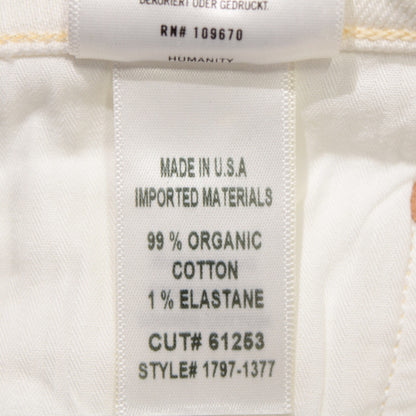 DEKORIERT ODER GEDRUCKT.
RN# 109670
HUMANITY
MADE IN U.S.A
IMPORTED MATERIALS
99 % ORGANIC
COTTON
1 % ELASTANE
CUT# 61253
STYLE# 1797-1377